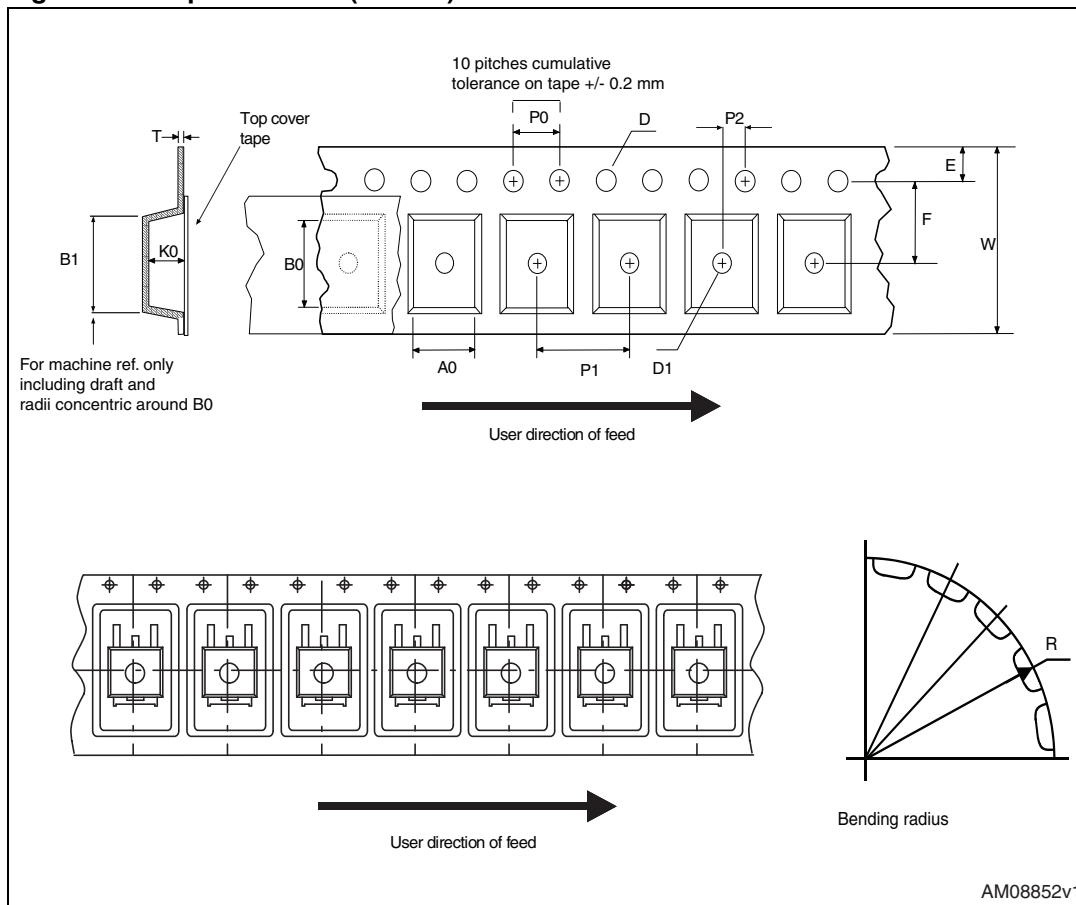 10 pitches cumulative
tolerance on tape +/- 0.2 mm
P0
D
P2
T
Top cover
tape
E
F
W
B1
K0
B0
For machine ref. only
including draft and
radii concentric around B0
A0
P1
D1
User direction of feed
R
Bending radius
User direction of feed
AM08852v1